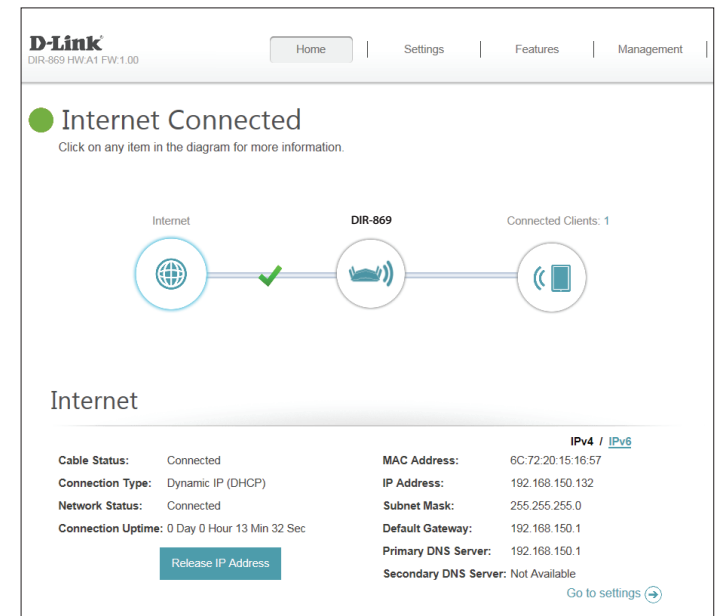 D-Link
DIR-869 HW:A1 FW:1.00
Home
Settings
Features
Management
Internet Connected
Click on any item in the diagram for more information.
Internet
DIR-869
Connected Clients: 1
Internet
IPv4 / IPv6
Cable Status: Connected
Connection Type: Dynamic IP (DHCP)
Network Status: Connected
Connection Uptime: 0 Day 0 Hour 13 Min 32 Sec
Release IP Address
MAC Address: 6C:72:20:15:16:57
IP Address: 192.168.150.132
Subnet Mask: 255.255.255.0
Default Gateway: 192.168.150.1
Primary DNS Server: 192.168.150.1
Secondary DNS Server: Not Available
Go to settings